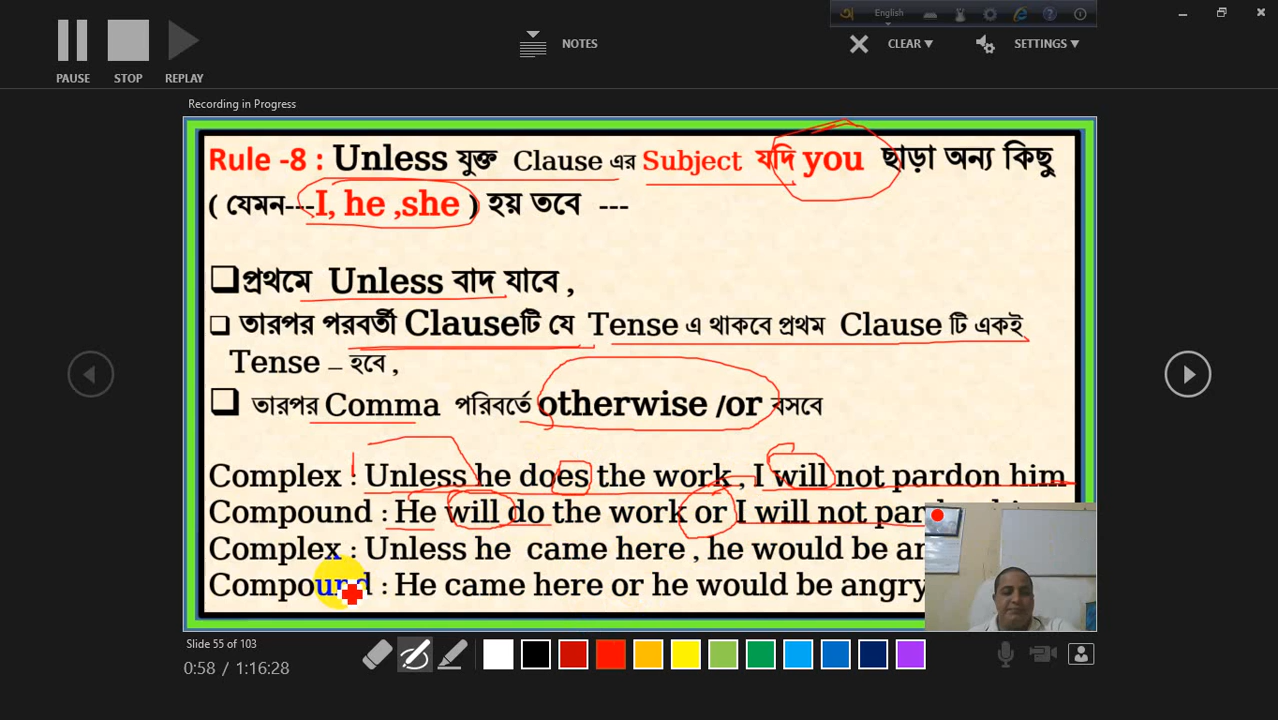 English
PAUSE STOP REPLAY NOTES CLEAR SETTINGS
Recording in Progress
Rule -8 : Unless যুক্ত Clause এর Subject যদি you ছাড়া অন্য কিছু
( যেমন---I, he ,she ) হয় তবে ---
প্রথমে Unless বাদ যাবে ,
তারপর পরবর্তী Clauseটি যে Tense এ থাকবে প্রথম Clause টি একই
Tense – হবে ,
তারপর Comma পরিবর্তে otherwise /or বসবে
Complex : Unless he does the work , I will not pardon him
Compound : He will do the work or I will not
Complex : Unless he came here , he would be
Compound : He came here or he would be angry
Slide 55 of 103
0:58 / 1:16:28